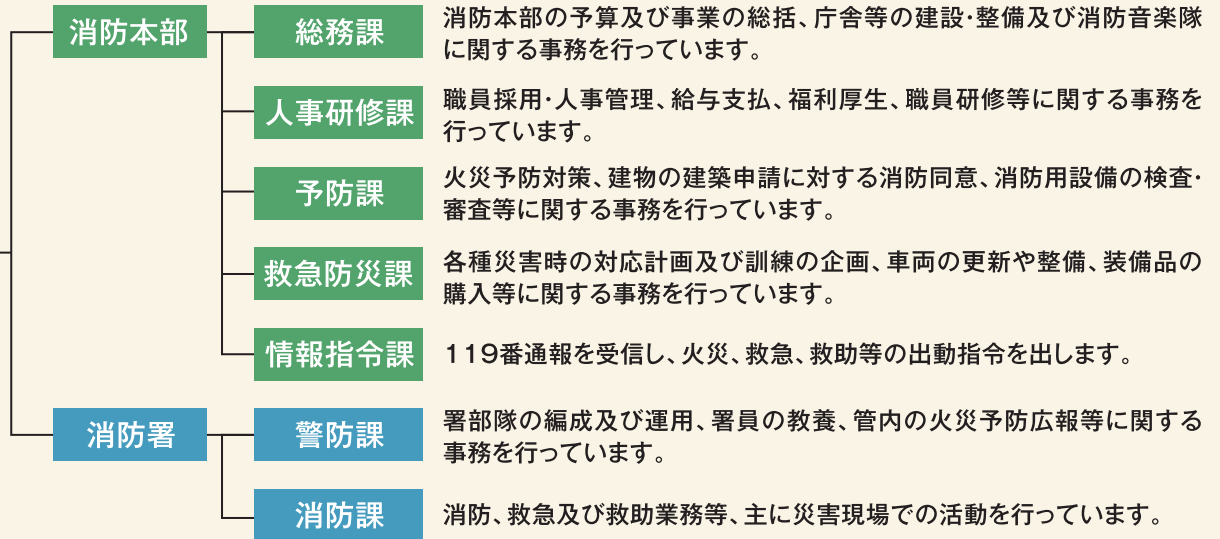 消防本部
総務課
消防本部の予算及び事業の総括、庁舎等の建設・整備及び消防音楽隊
に関する事務を行っています。
人事研修課
職員採用・人事管理、給与支払、福利厚生、職員研修等に関する事務を
行っています。
予防課
火災予防対策、建物の建築申請に対する消防同意、消防用設備の検査・
審査等に関する事務を行っています。
救急防災課
各種災害時の対応計画及び訓練の企画、車両の更新や整備、装備品の
購入等に関する事務を行っています。
情報指令課
119番通報を受信し、火災、救急、救助等の出動指令を出します。
消防署
警防課
署部隊の編成及び運用、署員の教養、管内の火災予防広報等に関する
事務を行っています。
消防課
消防、救急及び救助業務等、主に災害現場での活動を行っています。